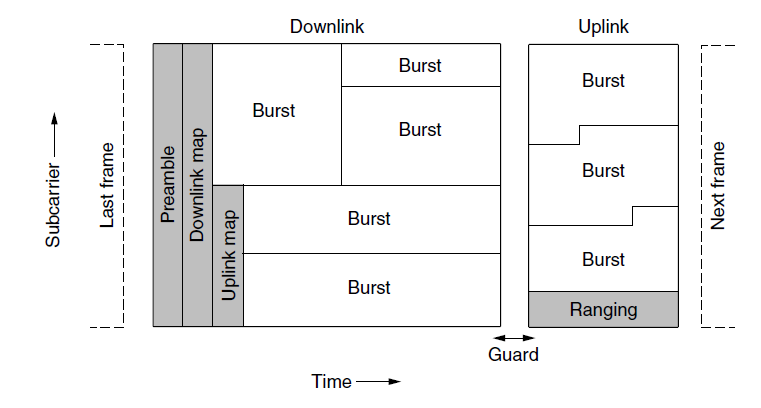 Downlink
Uplink
Subcarrier
Last frame
Preamble
Downlink map
Uplink map
Burst
Burst
Burst
Burst
Burst
Burst
Burst
Burst
Ranging
Next frame
Guard
Time